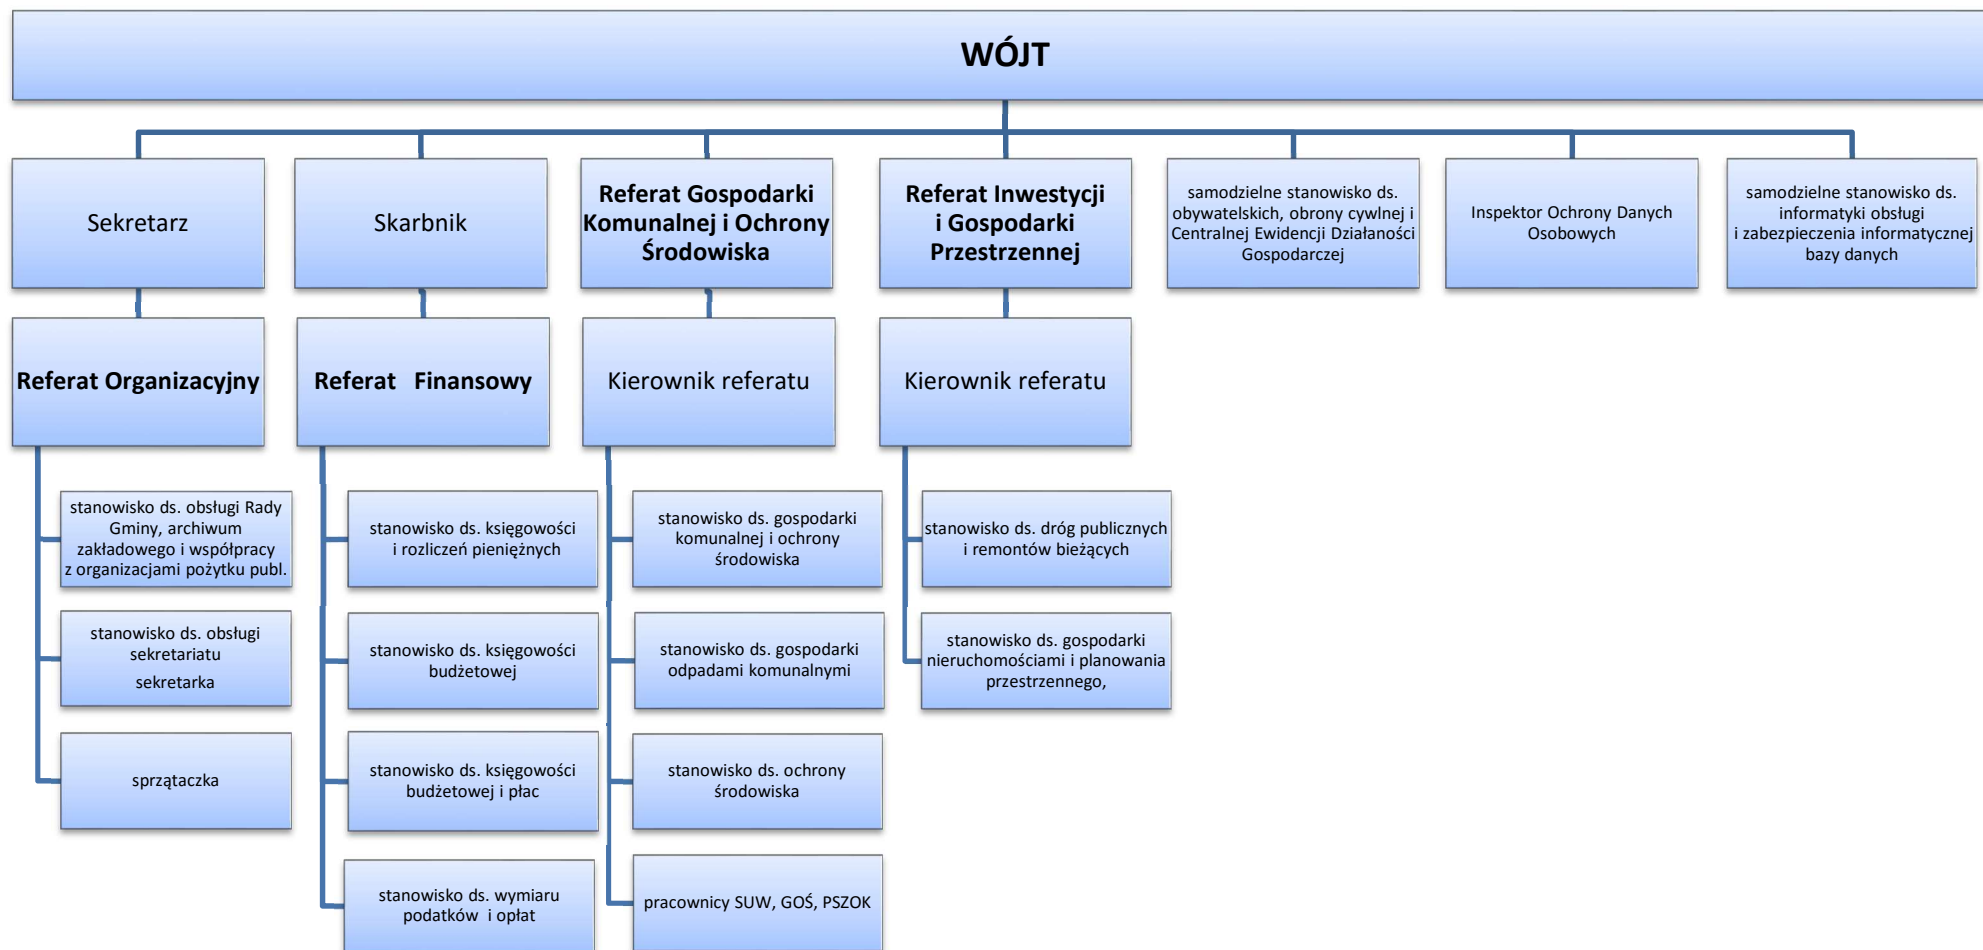 WÓJT
Sekretarz
Skarbnik
Referat Gospodarki
Komunalnej i Ochrony
Środowiska
Referat Inwestycji
i Gospodarki
Przestrzennej
samodzielne stanowisko ds.
obywatelskich, obrony cywlnej i
Centralnej Ewidencji Działaności
Gospodarczej
Inspektor Ochrony Danych
Osobowych
samodzielne stanowisko ds.
informatyki obsługi
i zabezpieczenia informatycznej
bazy danych
Referat Organizacyjny
Referat Finansowy
Kierownik referatu
Kierownik referatu
stanowisko ds. obsługi Rady
Gminy, archiwum
zakładowego i współpracy
z organizacjami pożytku publ.
stanowisko ds. obsługi
sekretariatu
sekretarka
sprzątaczka
stanowisko ds. księgowości
i rozliczeń pieniężnych
stanowisko ds. księgowości
budżetowej
stanowisko ds. księgowości
budżetowej i płac
stanowisko ds. wymiaru
podatków i opłat
stanowisko ds. gospodarki
komunalnej i ochrony
środowiska
stanowisko ds. gospodarki
odpadami komunalnymi
stanowisko ds. ochrony
środowiska
pracownicy SUW, GOŚ, PSZOK
stanowisko ds. dróg publicznych
i remontów bieżących
stanowisko ds. gospodarki
nieruchomościami i planowania
przestrzennego,